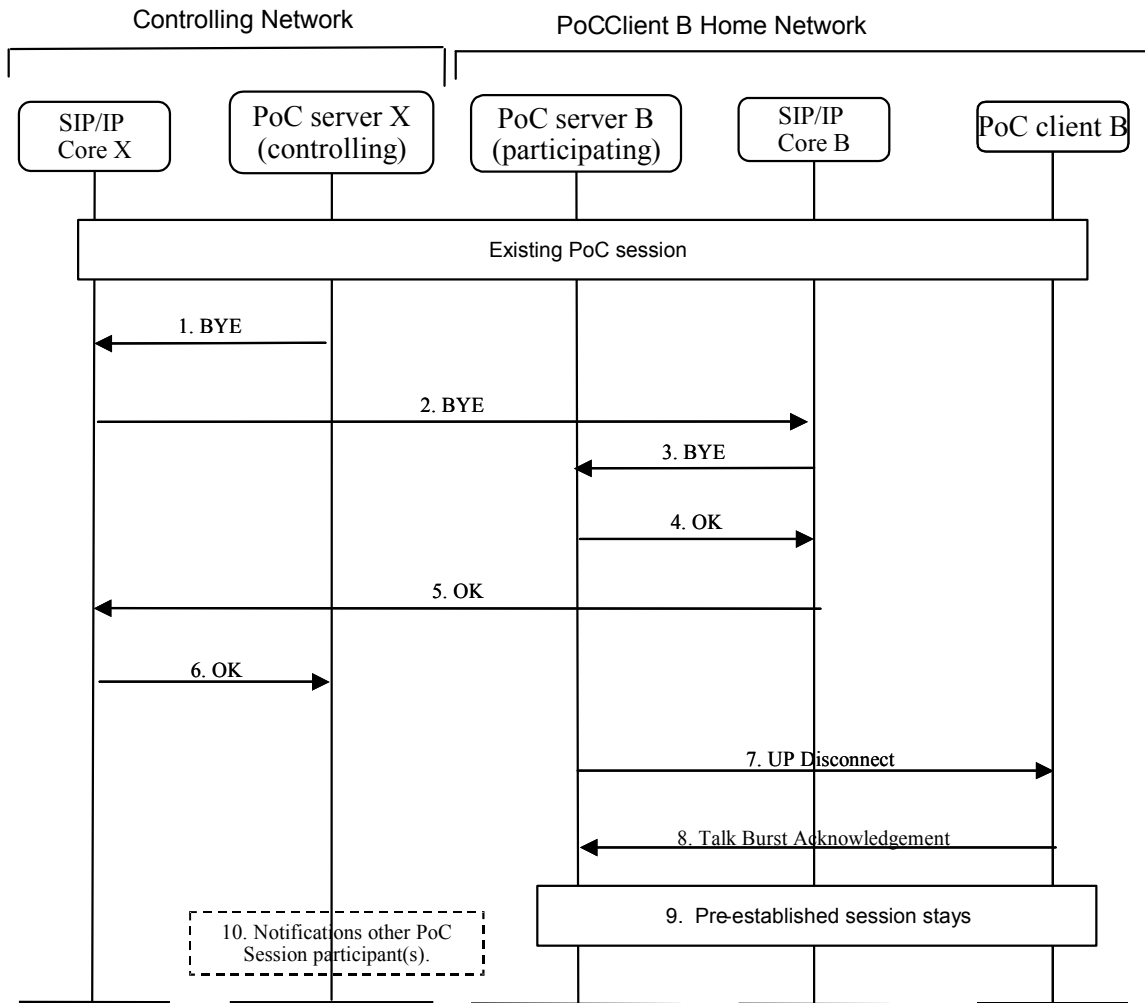 Controlling Network
PoCClient B Home Network
SIP/IP
Core X
PoC server X
(controlling)
PoC server B
(participating)
SIP/IP
Core B
PoC client B
Existing PoC session
1. BYE
2. BYE
3. BYE
4. OK
5. OK
6. OK
7. UP Disconnect
8. Talk Burst Acknowledgement
9. Pre-established session stays
10. Notifications other PoC
Session participant(s).